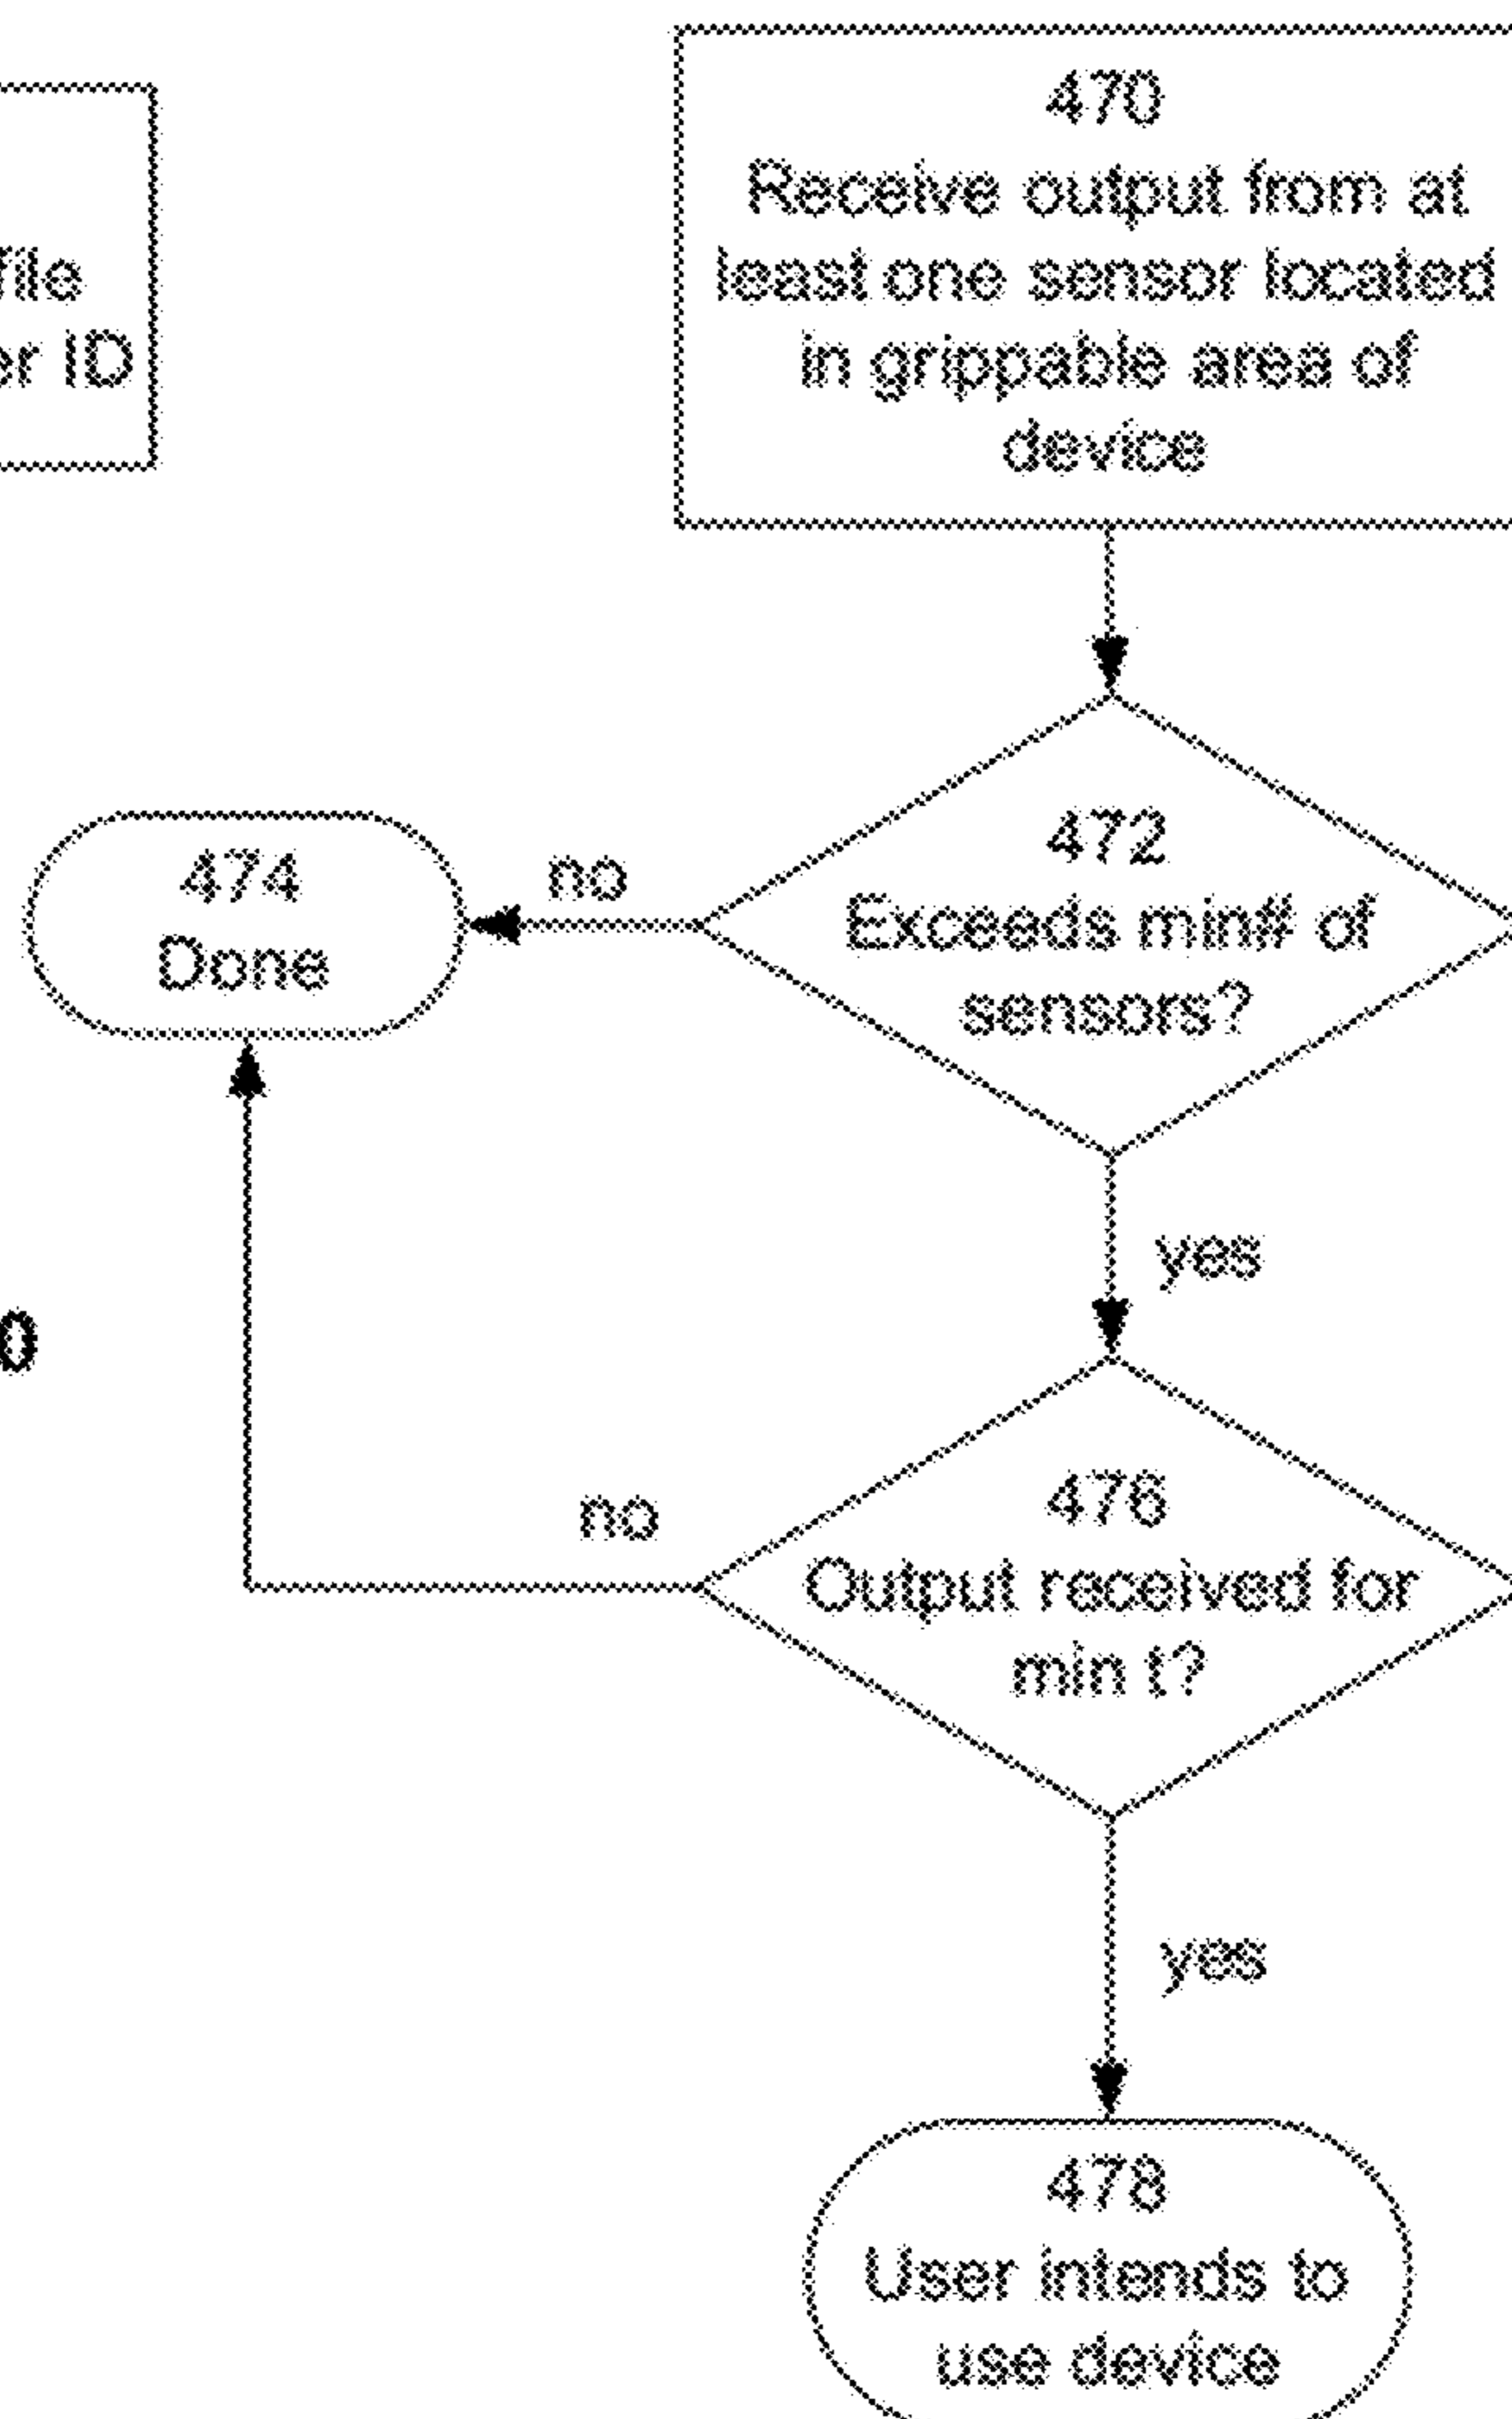 file
er ID
0
470
Receive output from at
least one sensor located
in grippable area of
device
472
Exceeds min# of
sensors?
no
474
Done
yes
476
Output received for
min t?
no
yes
478
User intends to
use device